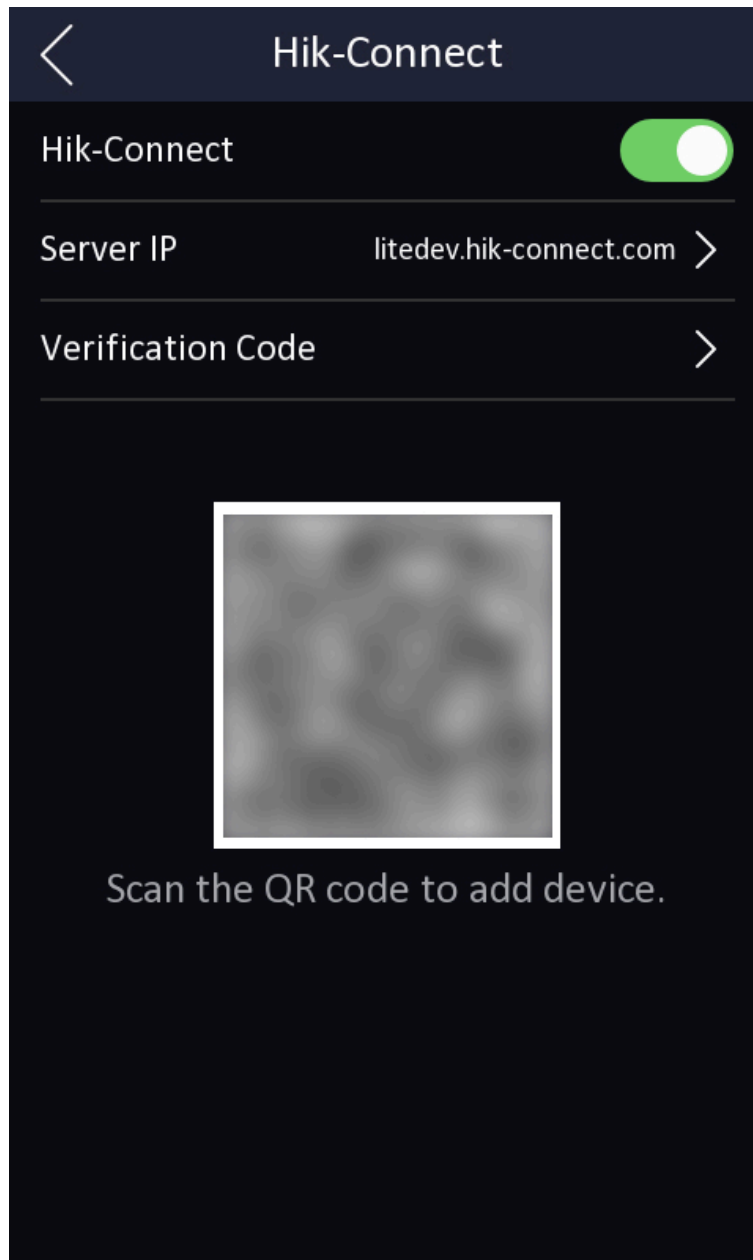 Hik-Connect
Hik-Connect
Server IP litedev.hik-connect.com
Verification Code
Scan the QR code to add device.